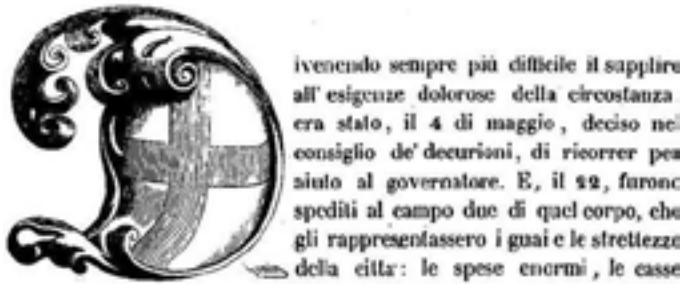 Divenendo sempre più difficile il supplire
all' esigenze dolorose della circostanza
era stato, il 4 di maggio, deciso nel
consiglio de' decurioni, di ricorrer per
aiuto al governatore. E, il 22, furono
spediti al campo due di quel corpo, che
gli rappresentassero i guai e le strettezze
della città: le spese enormi, le casse